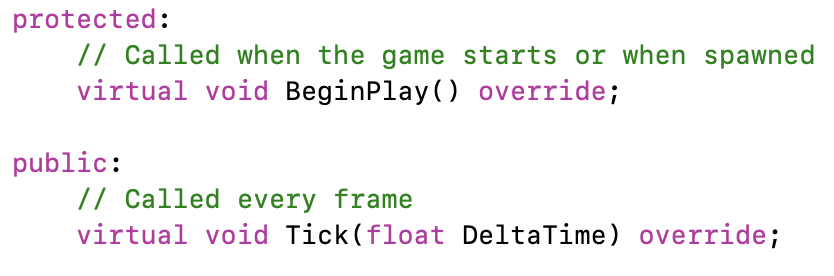 protected:
    // Called when the game starts or when spawned
    virtual void BeginPlay() override;

public:
    // Called every frame
    virtual void Tick(float DeltaTime) override;